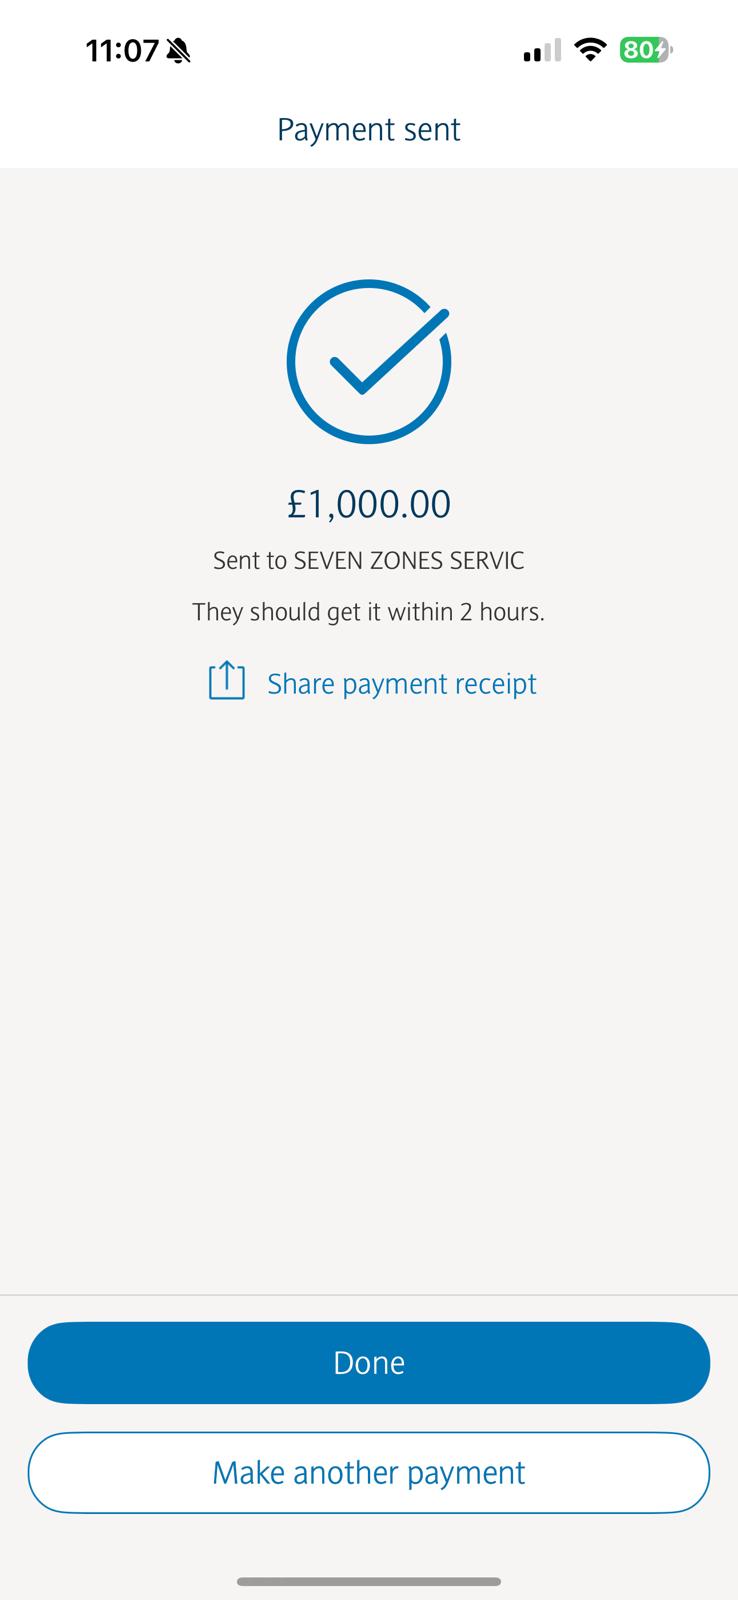 11:07
80
Payment sent
£1,000.00
Sent to SEVEN ZONES SERVIC
They should get it within 2 hours.
Share payment receipt
Done
Make another payment